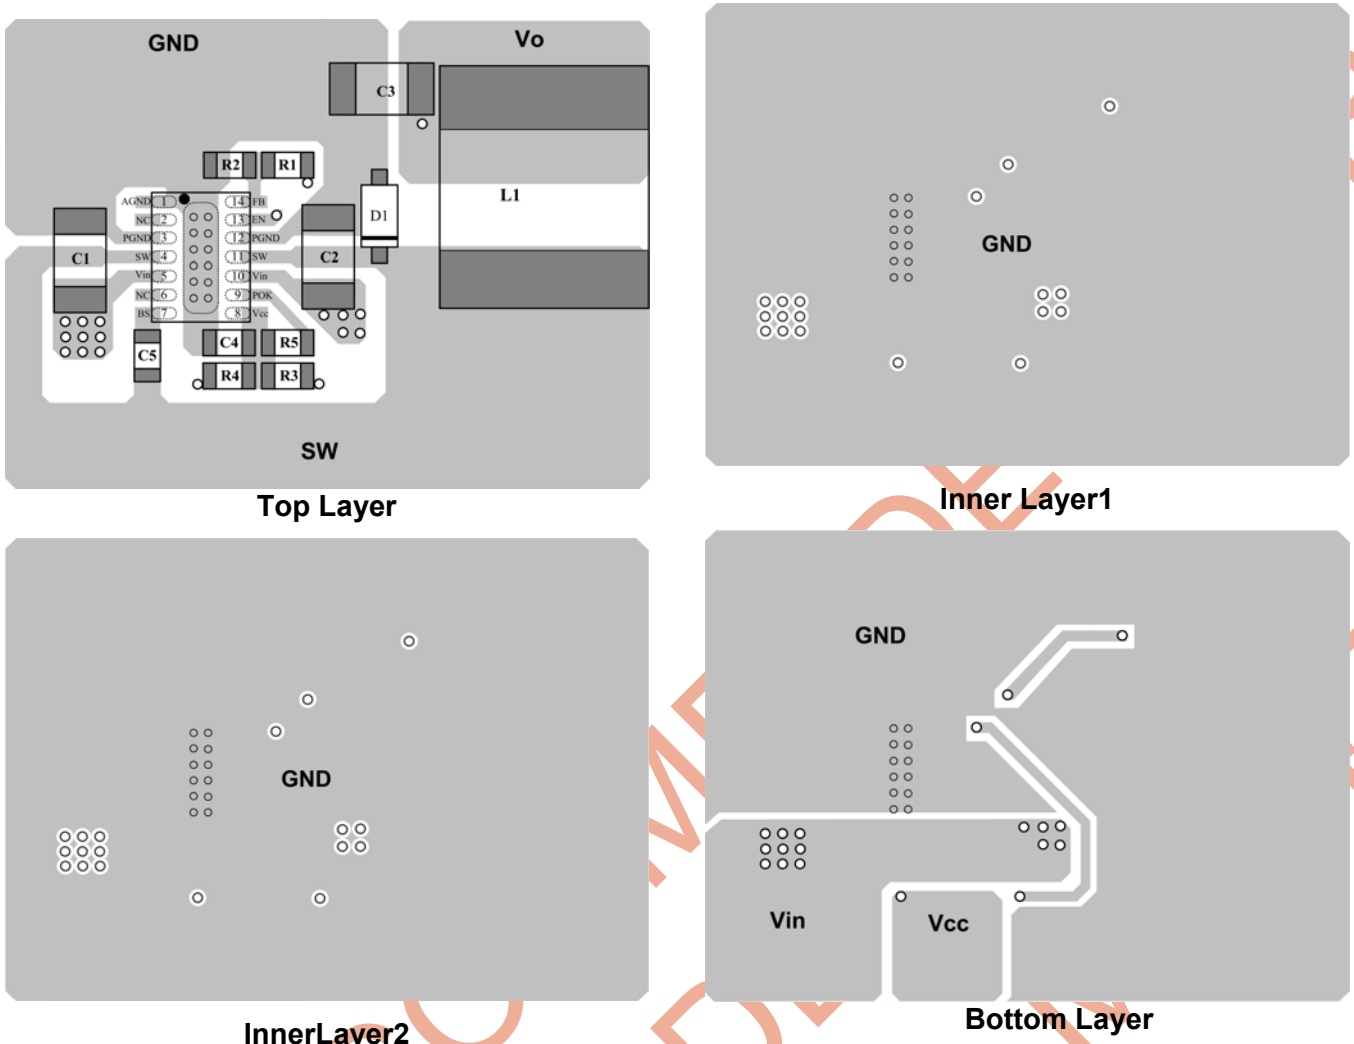 GND
Vo
C3
R2 R1
L1
D1
AGND 1 14 FB
NC 2 13 EN
PGND 3 12 PGND
C1 SW 4 11 SW C2
Vin 5 10 Vin
NC 6 9 POK
BS 7 8 Vcc
C5 C4 R5
R4 R3
SW
Top Layer
GND
Inner Layer1
GND
InnerLayer2
GND
Vin
Vcc
Bottom Layer